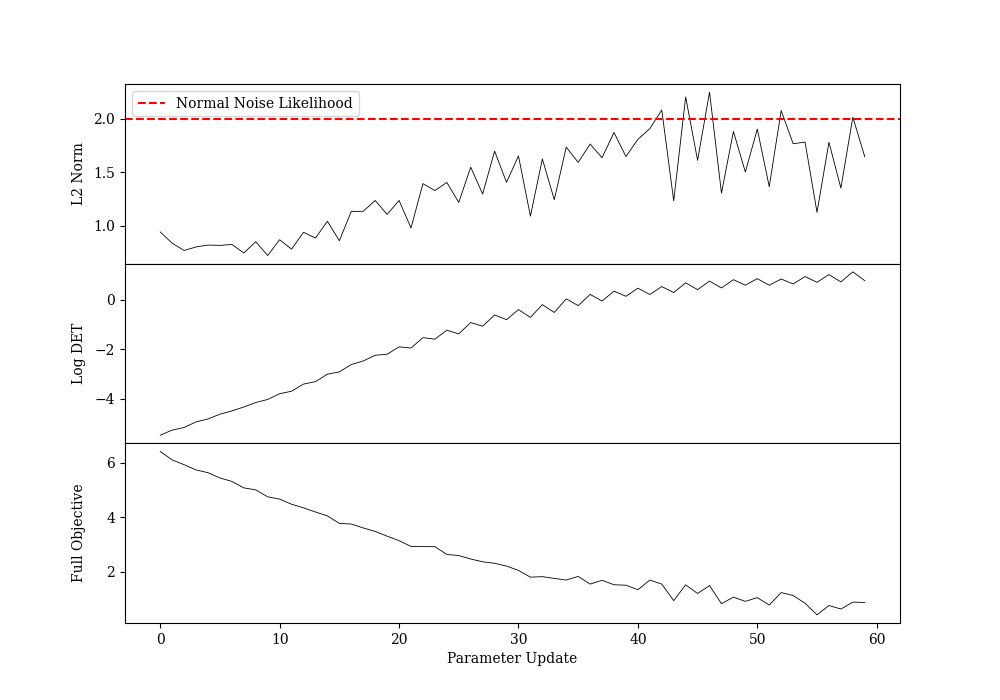 Normal Noise Likelihood
L2 Norm
2.0
1.5
1.0
Log DET
0
−2
−4
Full Objective
6
4
2
0 10 20 30 40 50 60
Parameter Update